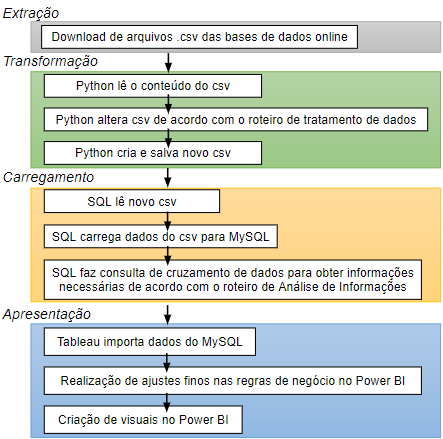 Extração
Download de arquivos .csv das bases de dados online
Transformação
Python lê o conteúdo do csv
Python altera csv de acordo com o roteiro de tratamento de dados
Python cria e salva novo csv
Carregamento
SQL lê novo csv
SQL carrega dados do csv para MySQL
SQL faz consulta de cruzamento de dados para obter informações
necessárias de acordo com o roteiro de Análise de Informações
Apresentação
Tableau importa dados do MySQL
Realização de ajustes finos nas regras de negócio no Power BI
Criação de visuais no Power BI